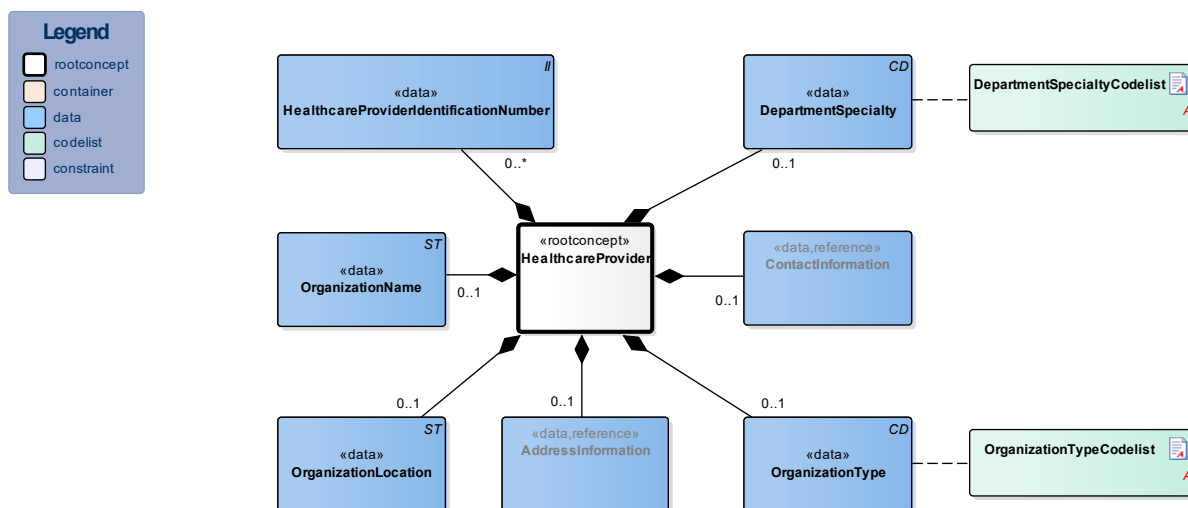 Legend
rootconcept
container
data
codelist
constraint
II
«data»
HealthcareProviderIdentificationNumber
0..*
CD
«data»
DepartmentSpecialty
0..1
DepartmentSpecialtyCodelist
A
«rootconcept»
HealthcareProvider
ST
«data»
OrganizationName
0..1
«data,reference»
ContactInformation
0..1
ST
«data»
OrganizationLocation
0..1
«data,reference»
AddressInformation
0..1
CD
«data»
OrganizationType
0..1
OrganizationTypeCodelist
A